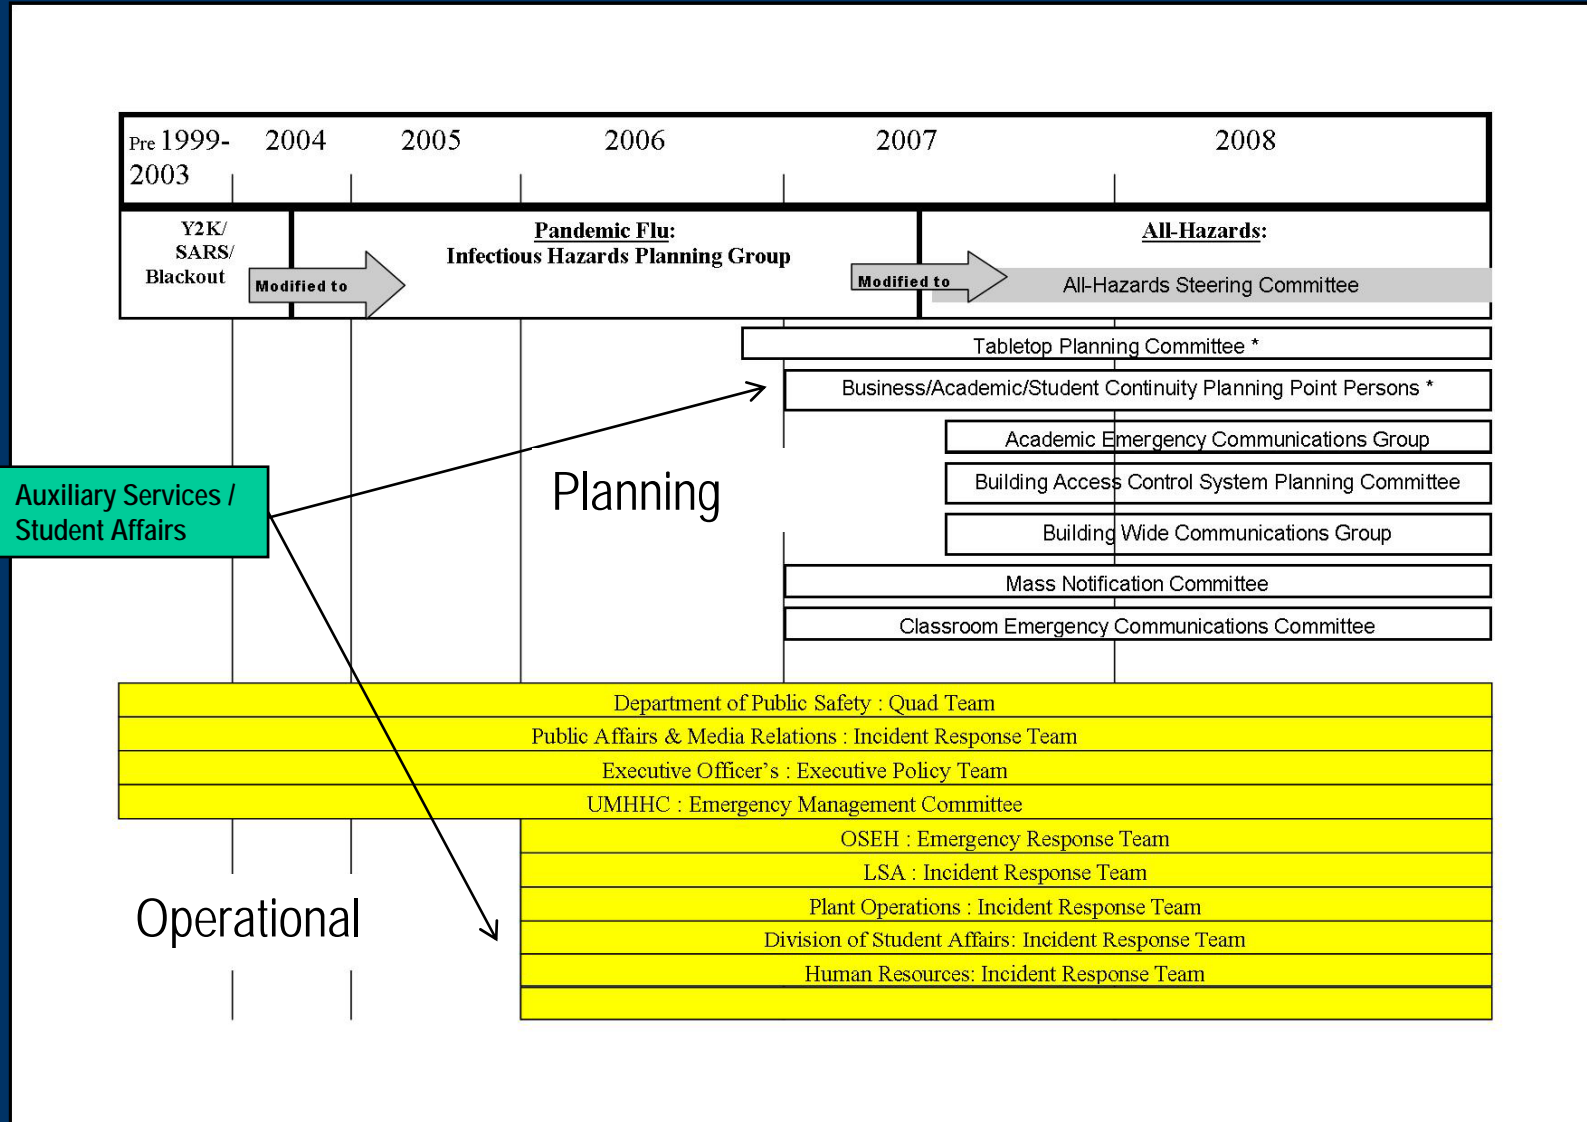 Pre 1999-
2003
2004
2005
2006
2007
2008
Y2K/
SARS/
Blackout
Modified to
Pandemic Flu:
Infectious Hazards Planning Group
Modified to
All-Hazards:
All-Hazards Steering Committee
Tabletop Planning Committee *
Business/Academic/Student Continuity Planning Point Persons *
Academic Emergency Communications Group
Building Access Control System Planning Committee
Building Wide Communications Group
Mass Notification Committee
Classroom Emergency Communications Committee
Planning
Auxiliary Services /
Student Affairs
Department of Public Safety : Quad Team
Public Affairs & Media Relations : Incident Response Team
Executive Officer's : Executive Policy Team
UMHHC : Emergency Management Committee
OSEH : Emergency Response Team
LSA : Incident Response Team
Plant Operations : Incident Response Team
Division of Student Affairs: Incident Response Team
Human Resources: Incident Response Team
Operational